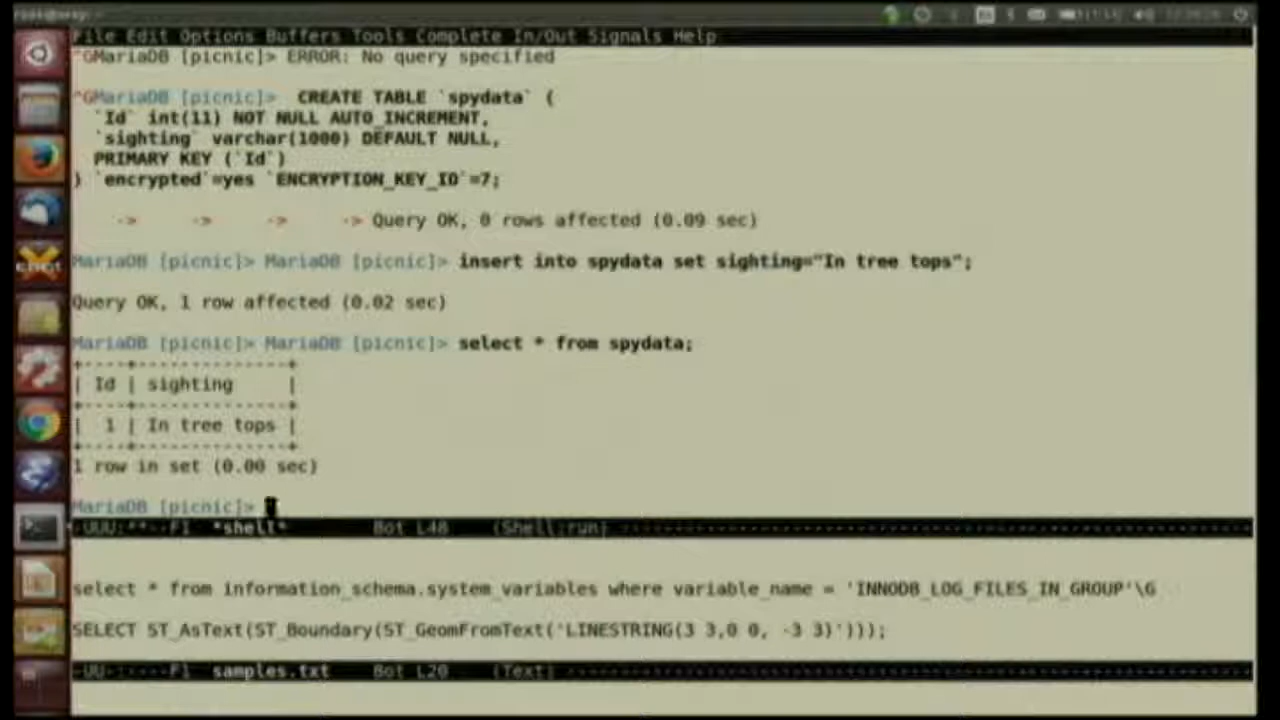 File Edit Options Buffers Tools Complete In/Out Signals Help
^GMariaDB [picnic]> ERROR: No query specified
^GMariaDB [picnic]>  CREATE TABLE `spydata` (
`Id` int(11) NOT NULL AUTO_INCREMENT,
`sighting` varchar(1000) DEFAULT NULL,
PRIMARY KEY (`Id`)
) `encrypted`=yes `ENCRYPTION_KEY_ID`=7;
-> -> -> -> Query OK, 0 rows affected (0.09 sec)
MariaDB [picnic]> MariaDB [picnic]> insert into spydata set sighting="In tree tops";
Query OK, 1 row affected (0.02 sec)
MariaDB [picnic]> MariaDB [picnic]> select * from spydata;
+----+--------------+
| Id | sighting     |
+----+--------------+
|  1 | In tree tops |
+----+--------------+
1 row in set (0.00 sec)
MariaDB [picnic]>
-UUU:**--F1  *shell*        Bot L48    (Shell:run)
select * from information_schema.system_variables where variable_name = 'INNODB_LOG_FILES_IN_GROUP'\G
SELECT ST_AsText(ST_Boundary(ST_GeomFromText('LINESTRING(3 3,0 0, -3 3)')));
-UU-:----F1  samples.txt    Bot L20    (Text)